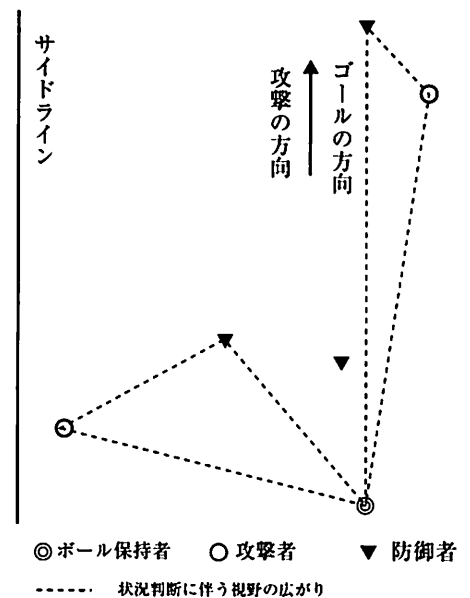 サイドライン
ゴールの方向
攻撃の方向
◎ボール保持者 ○攻撃者 ▼防御者
状況判断に伴う視野の広がり